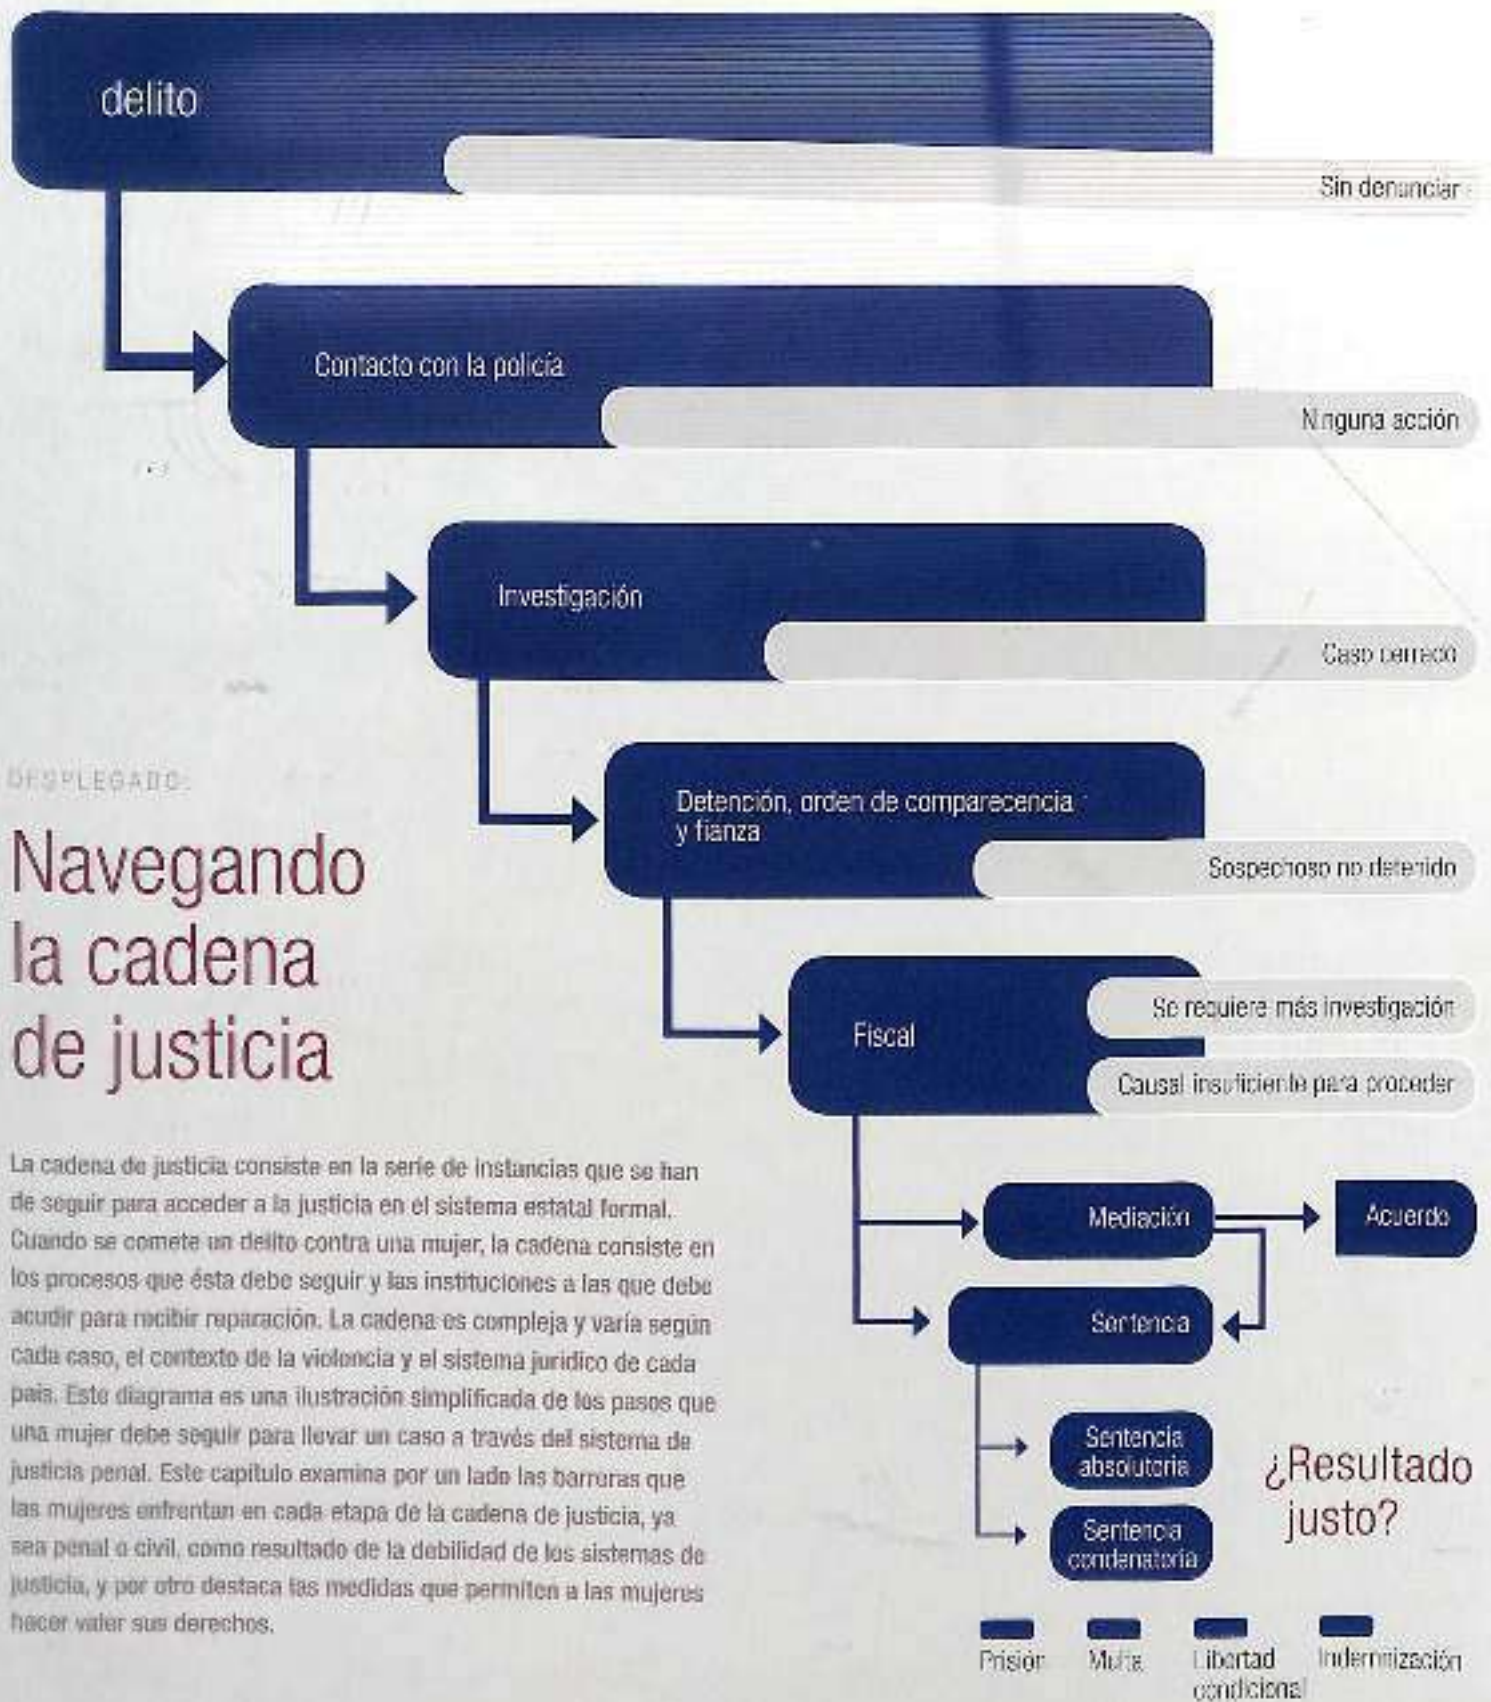 delito
Sin denunciar
Contacto con la policía
Ninguna acción
Investigación
Caso cerrado
Detención, orden de comparecencia
y fianza
Sospechoso no detenido
Fiscal
Se requiere más investigación
Causal insuficiente para proceder
Mediación
Acuerdo
Sentencia
Sentencia
absolutoria
Sentencia
condenatoria
¿Resultado
justo?
Prisión
Multa
Libertad
condicional
Indemnización
DESPLEGADO:
Navegando
la cadena
de justicia
La cadena de justicia consiste en la serie de instancias que se han
de seguir para acceder a la justicia en el sistema estatal formal.
Cuando se comete un delito contra una mujer, la cadena consiste en
los procesos que ésta debe seguir y las instituciones a las que debe
acudir para recibir reparación. La cadena es compleja y varía según
cada caso, el contexto de la violencia y el sistema jurídico de cada
país. Este diagrama es una ilustración simplificada de los pasos que
una mujer debe seguir para llevar un caso a través del sistema de
justicia penal. Este capítulo examina por un lado las barreras que
las mujeres enfrentan en cada etapa de la cadena de justicia, ya
sea penal o civil, como resultado de la debilidad de los sistemas de
justicia, y por otro destaca las medidas que permiten a las mujeres
hacer valer sus derechos.